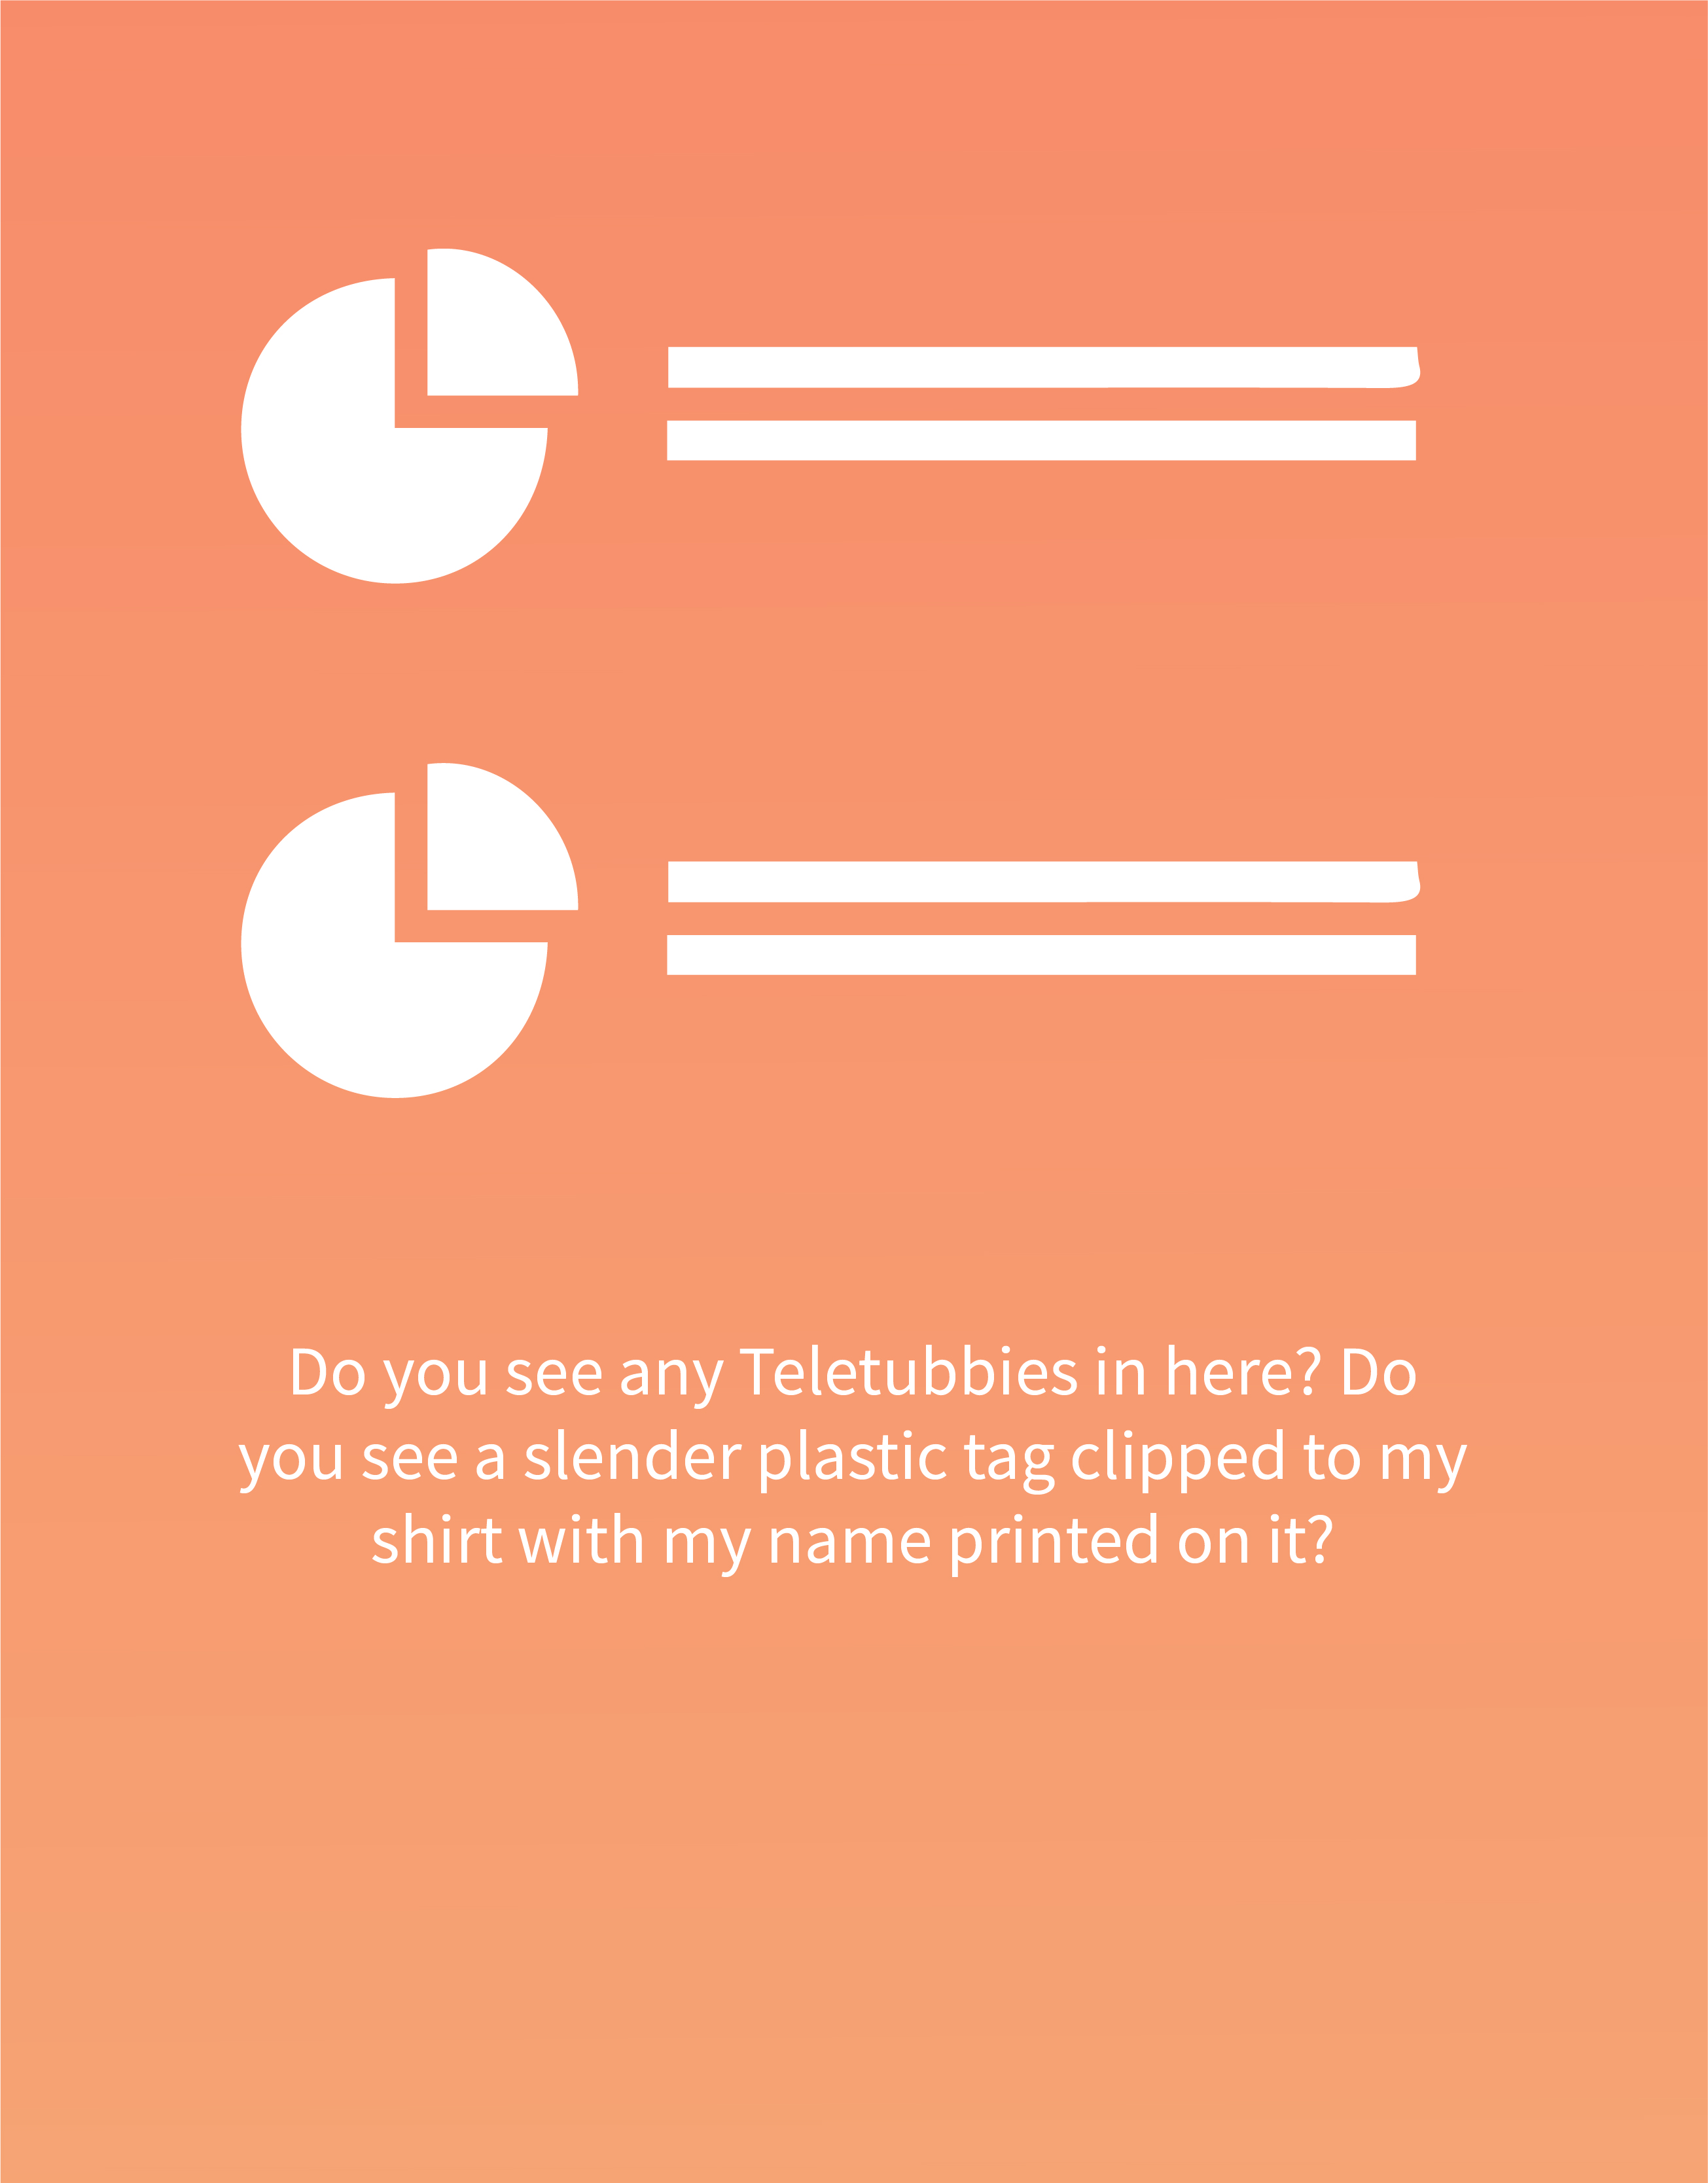 Do you see any Teletubbies in here? Do
you see a slender plastic tag clipped to my
shirt with my name printed on it?